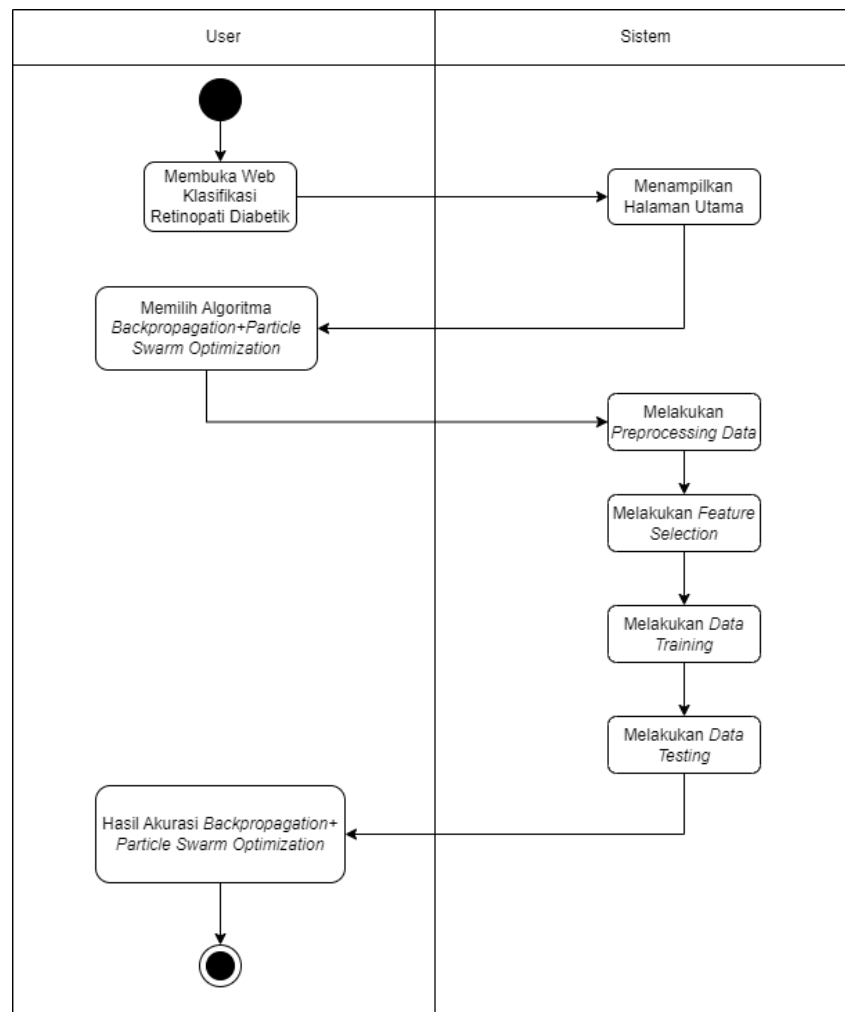 User
Sistem
Membuka Web
Klasifikasi
Retinopati Diabetik
Menampilkan
Halaman Utama
Memilih Algoritma
Backpropagation+Particle
Swarm Optimization
Melakukan
Preprocessing Data
Melakukan Feature
Selection
Melakukan Data
Training
Melakukan Data
Testing
Hasil Akurasi Backpropagation+
Particle Swarm Optimization